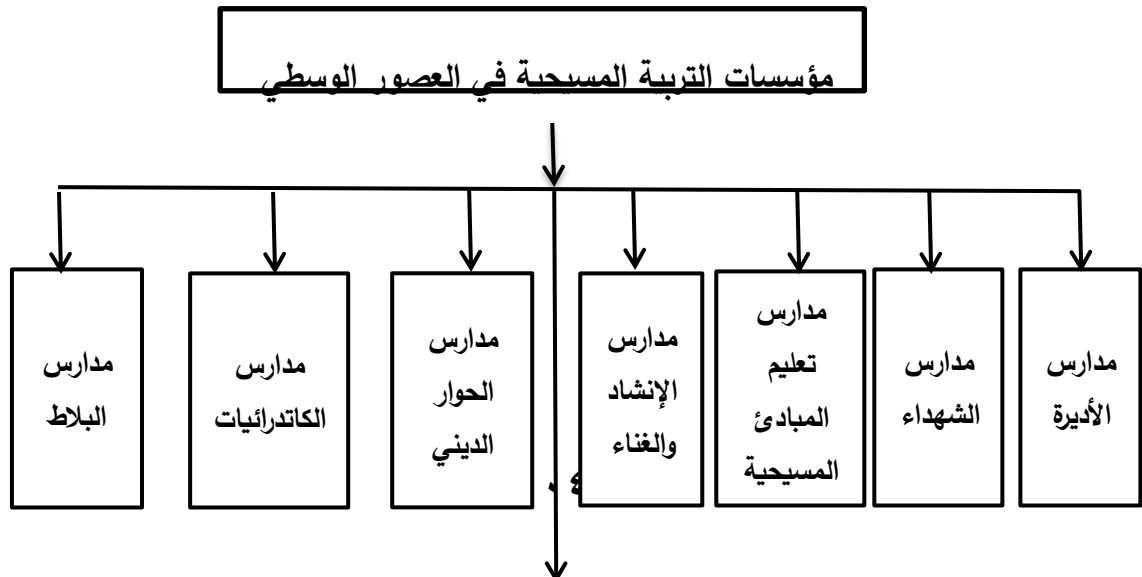 مؤسسات التربية المسيحية في العصور الوسطي
مدارس
الأديرة
مدارس
الشهداء
مدارس
تعليم
المبادئ
المسيحية
مدارس
الإنشاد
والغناء
مدارس
الحوار
الديني
مدارس
الكاتدرائيات
مدارس
البلاط